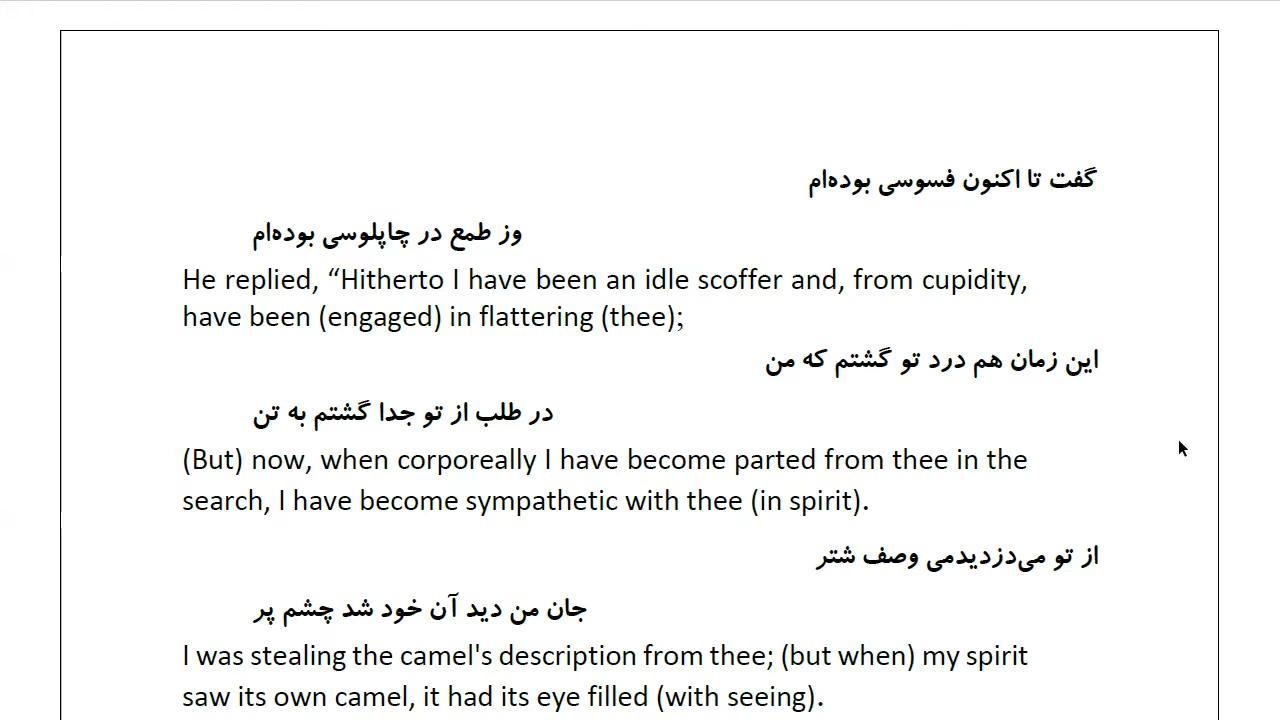 گفت تا اکنون فسوسی بوده‌ام
وز طمع در چاپلوسی بوده‌ام
He replied, “Hitherto I have been an idle scoffer and, from cupidity,
have been (engaged) in flattering (thee);
این زمان هم درد تو گشتم که من
در طلب از تو جدا گشتم به تن
(But) now, when corporeally I have become parted from thee in the
search, I have become sympathetic with thee (in spirit).
از تو می‌دزدیدمی وصف شتر
جان من دید آن خود شد چشم پر
I was stealing the camel's description from thee; (but when) my spirit
saw its own camel, it had its eye filled (with seeing).